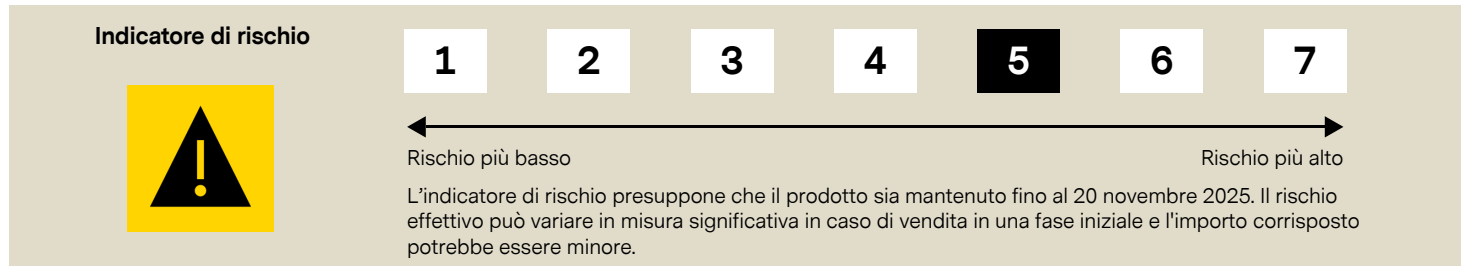 Indicatore di rischio
1 2 3 4 5 6 7
Rischio più basso Rischio più alto
L’indicatore di rischio presuppone che il prodotto sia mantenuto fino al 20 novembre 2025. Il rischio
effettivo può variare in misura significativa in caso di vendita in una fase iniziale e l'importo corrisposto
potrebbe essere minore.